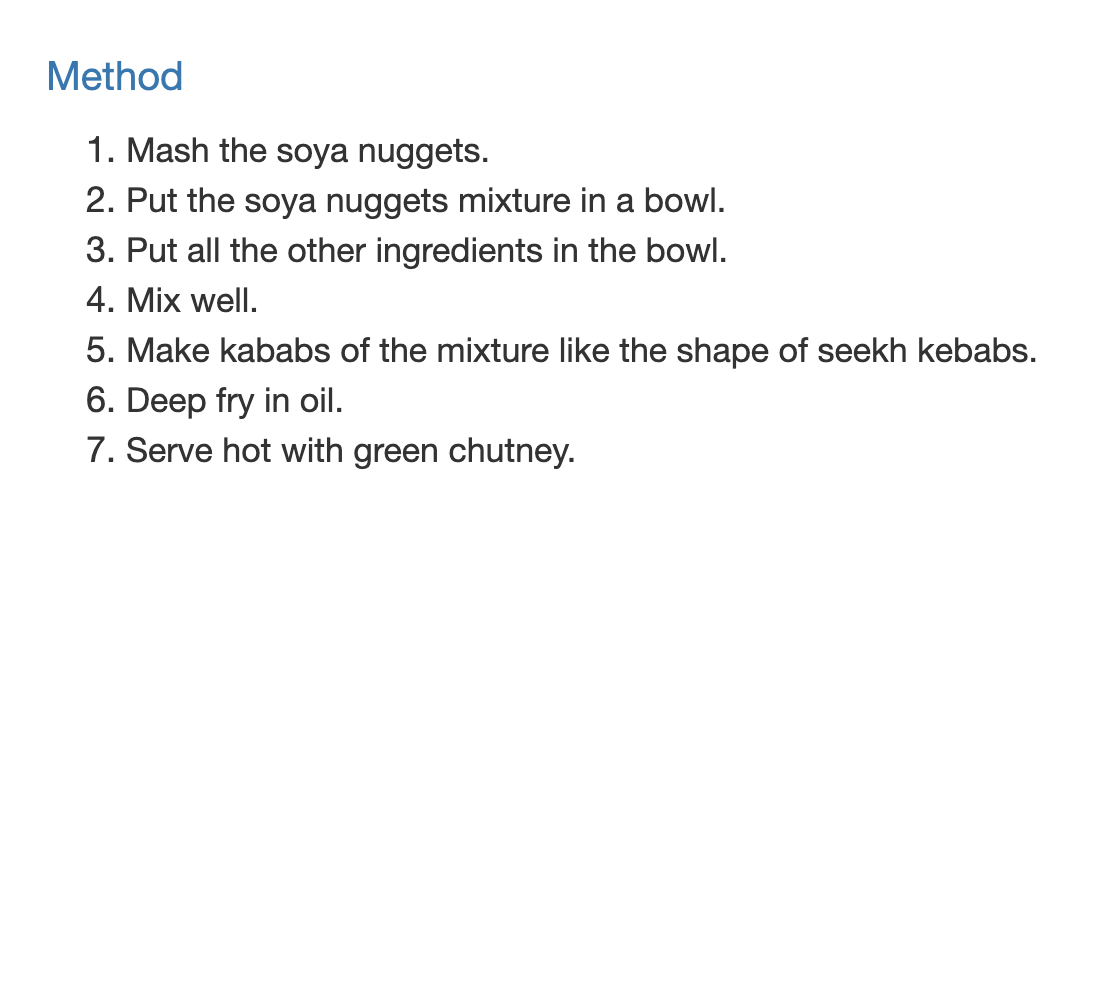 Method
1. Mash the soya nuggets.
2. Put the soya nuggets mixture in a bowl.
3. Put all the other ingredients in the bowl.
4. Mix well.
5. Make kababs of the mixture like the shape of seekh kebabs.
6. Deep fry in oil.
7. Serve hot with green chutney.